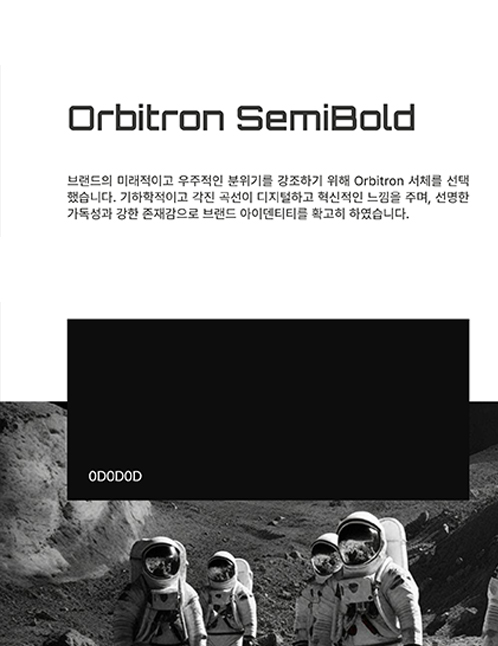 Orbitron SemiBold
브랜드의 미래적이고 우주적인 분위기를 강조하기 위해 Orbitron 서체를 선택
했습니다. 기하학적이고 각진 곡선이 디지털하고 혁신적인 느낌을 주며, 선명한
가독성과 강한 존재감으로 브랜드 아이덴티티를 확고히 하였습니다.
0D0D0D